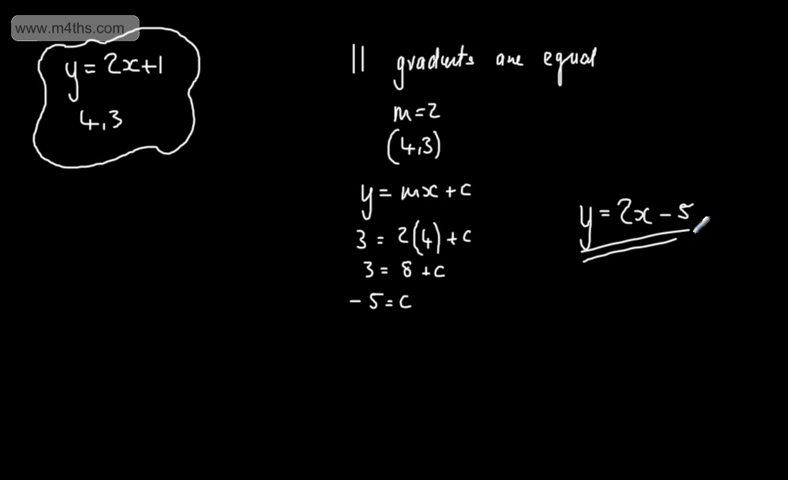 www.m4ths.com
y = 2x+1
4,3
|| gradients are equal
m = 2
(4,3)
y = mx + c
3 = 2(4) + c
3 = 8 + c
-5 = c
y = 2x - 5